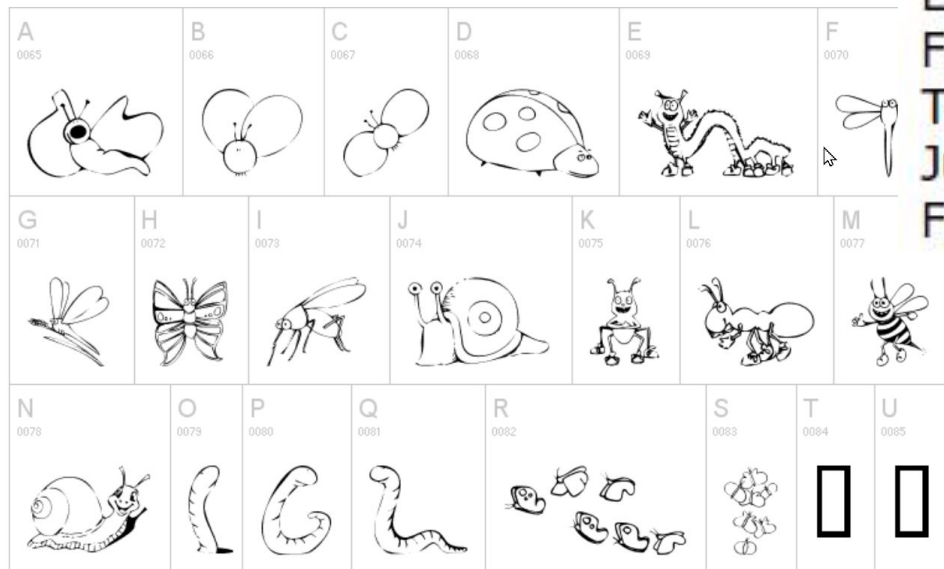 A B C D E F
0065 0066 0067 0068 0069 0070
G H I J K L M
0071 0072 0073 0074 0075 0076 0077
N O P Q R S T U
0078 0079 0080 0081 0082 0083 0084 0085
F
T
J
F